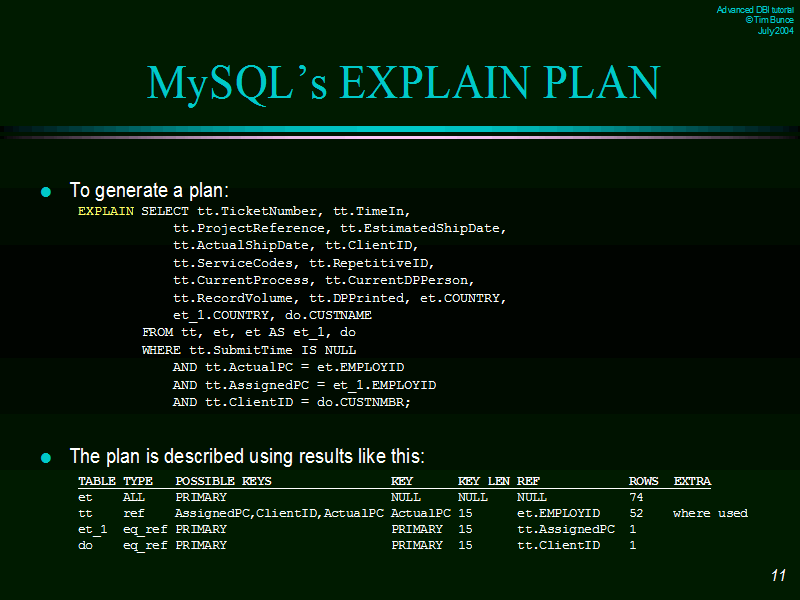 Advanced DBI tutorial
© Tim Bunce
July 2004
MySQL's EXPLAIN PLAN
To generate a plan:
EXPLAIN SELECT tt.TicketNumber, tt.TimeIn,
tt.ProjectReference, tt.EstimatedShipDate,
tt.ActualShipDate, tt.ClientID,
tt.ServiceCodes, tt.RepetitiveID,
tt.CurrentProcess, tt.CurrentDPPerson,
tt.RecordVolume, tt.DPPrinted, et.COUNTRY,
et_1.COUNTRY, do.CUSTNAME
FROM tt, et, et AS et_1, do
WHERE tt.SubmitTime IS NULL
AND tt.ActualPC = et.EMPLOYID
AND tt.AssignedPC = et_1.EMPLOYID
AND tt.ClientID = do.CUSTNMBR;
The plan is described using results like this:
TABLE TYPE POSSIBLE KEYS KEY KEY LEN REF ROWS EXTRA
et ALL PRIMARY NULL NULL NULL 74
tt ref AssignedPC,ClientID,ActualPC ActualPC 15 et.EMPLOYID 52 where used
et_1 eq_ref PRIMARY PRIMARY 15 tt.AssignedPC 1
do eq_ref PRIMARY PRIMARY 15 tt.ClientID 1
11